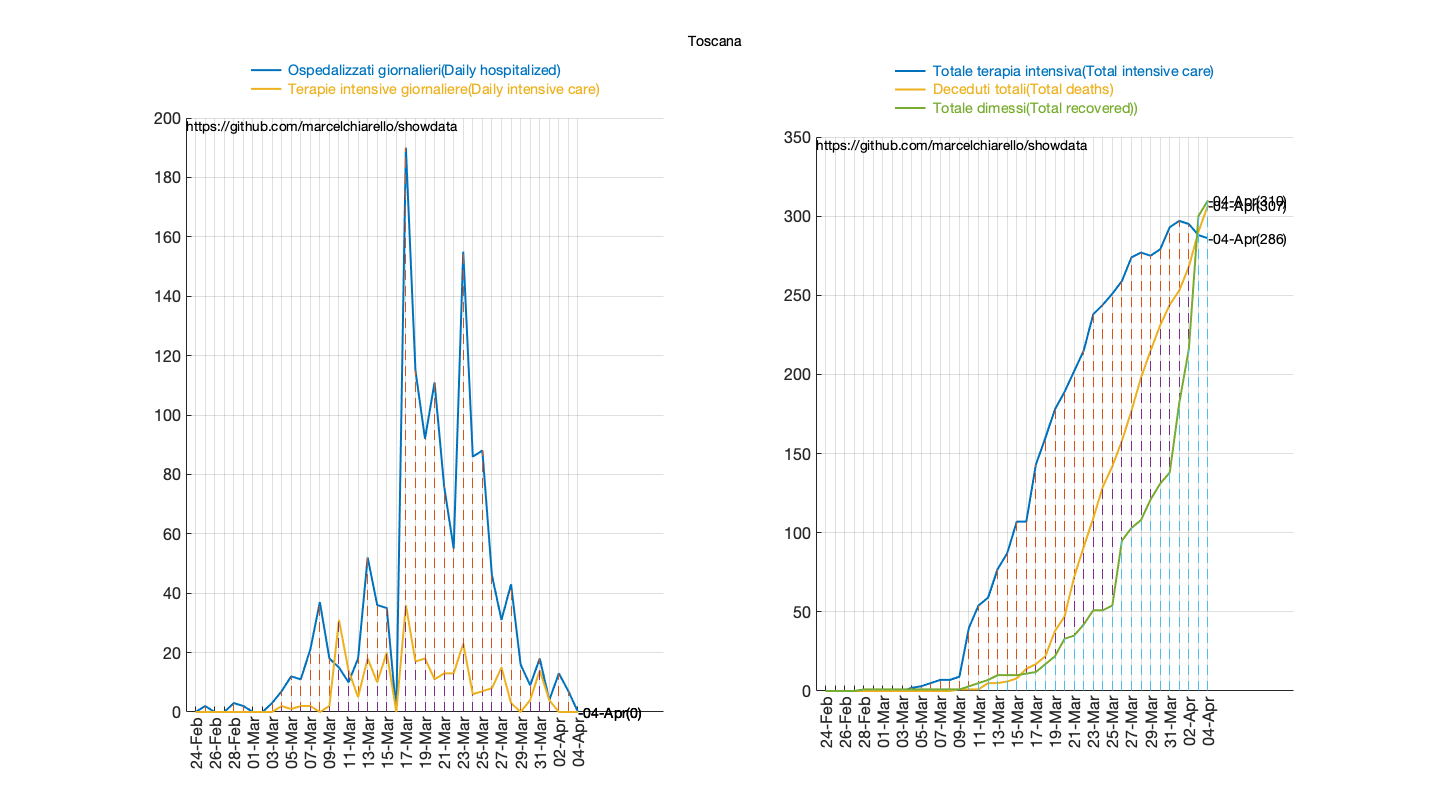 Toscana
Ospedalizzati giornalieri(Daily hospitalized)
Terapie intensive giornaliere(Daily intensive care)
200
180
160
140
120
100
80
60
40
20
0
https://github.com/marcelchiarello/showdata
-04-Apr(0)
24-Feb
26-Feb
28-Feb
01-Mar
03-Mar
05-Mar
07-Mar
09-Mar
11-Mar
13-Mar
15-Mar
17-Mar
19-Mar
21-Mar
23-Mar
25-Mar
27-Mar
29-Mar
31-Mar
02-Apr
04-Apr
Totale terapia intensiva(Total intensive care)
Deceduti totali(Total deaths)
Totale dimessi(Total recovered))
350
300
250
200
150
100
50
0
https://github.com/marcelchiarello/showdata
-04-Apr(307)
-04-Apr(286)
24-Feb
26-Feb
28-Feb
01-Mar
03-Mar
05-Mar
07-Mar
09-Mar
11-Mar
13-Mar
15-Mar
17-Mar
19-Mar
21-Mar
23-Mar
25-Mar
27-Mar
29-Mar
31-Mar
02-Apr
04-Apr